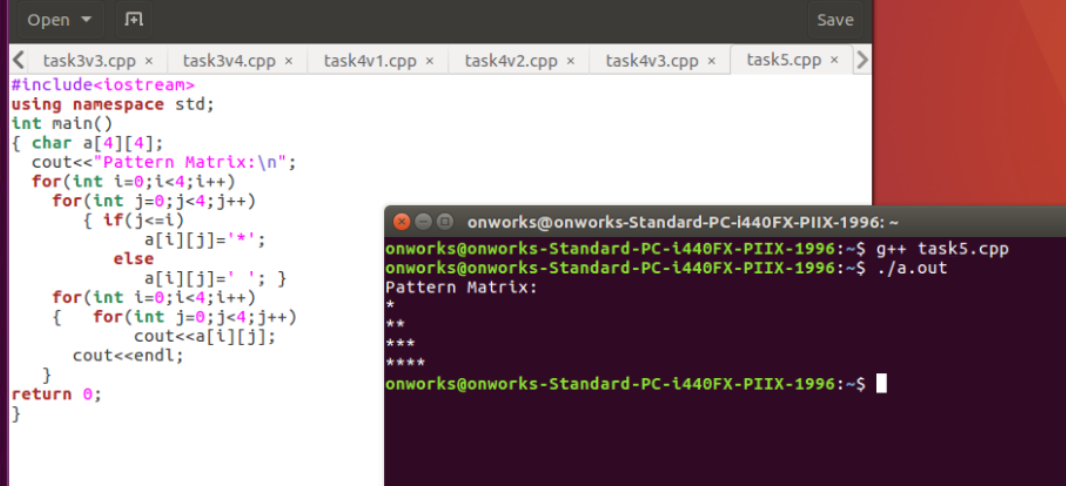 Open Save
task3v3.cpp × task3v4.cpp × task4v1.cpp × task4v2.cpp × task4v3.cpp × task5.cpp ×
#include<iostream>
using namespace std;
int main()
{ char a[4][4];
  cout<<"Pattern Matrix:\n";
  for(int i=0;i<4;i++)
    for(int j=0;j<4;j++)
       { if(j<=i)
             a[i][j]='*';
          else
             a[i][j]=' '; }
    for(int i=0;i<4;i++)
    {   for(int j=0;j<4;j++)
            cout<<a[i][j];
      cout<<endl;
   }
return 0;
}
onworks@onworks-Standard-PC-i440FX-PIIX-1996: ~
onworks@onworks-Standard-PC-i440FX-PIIX-1996:~$ g++ task5.cpp
onworks@onworks-Standard-PC-i440FX-PIIX-1996:~$ ./a.out
Pattern Matrix:
*
**
***
****
onworks@onworks-Standard-PC-i440FX-PIIX-1996:~$